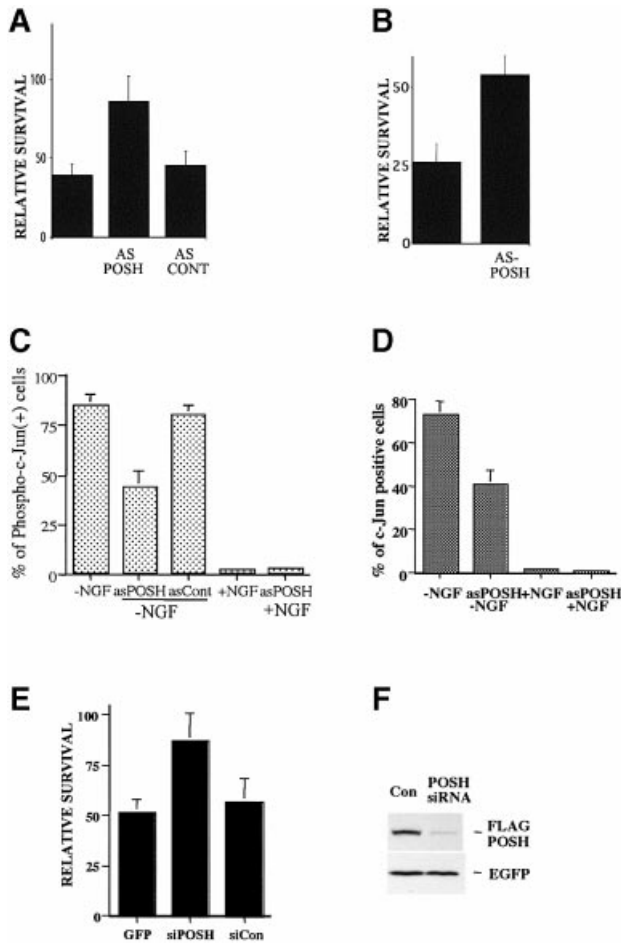 A
RELATIVE SURVIVAL
100
50
0
AS POSH
AS CONT
B
RELATIVE SURVIVAL
50
25
0
AS-POSH
C
% of Phospho-c-Jun(+) cells
100
75
50
25
0
-NGF asPOSH asCont +NGF asPOSH
-NGF +NGF
D
% of c-Jun positive cells
80
60
40
20
0
-NGF asPOSH +NGF asPOSH
-NGF +NGF
E
RELATIVE SURVIVAL
100
75
50
25
0
GFP siPOSH siCon
F
Con POSH siRNA
– FLAG POSH
– EGFP